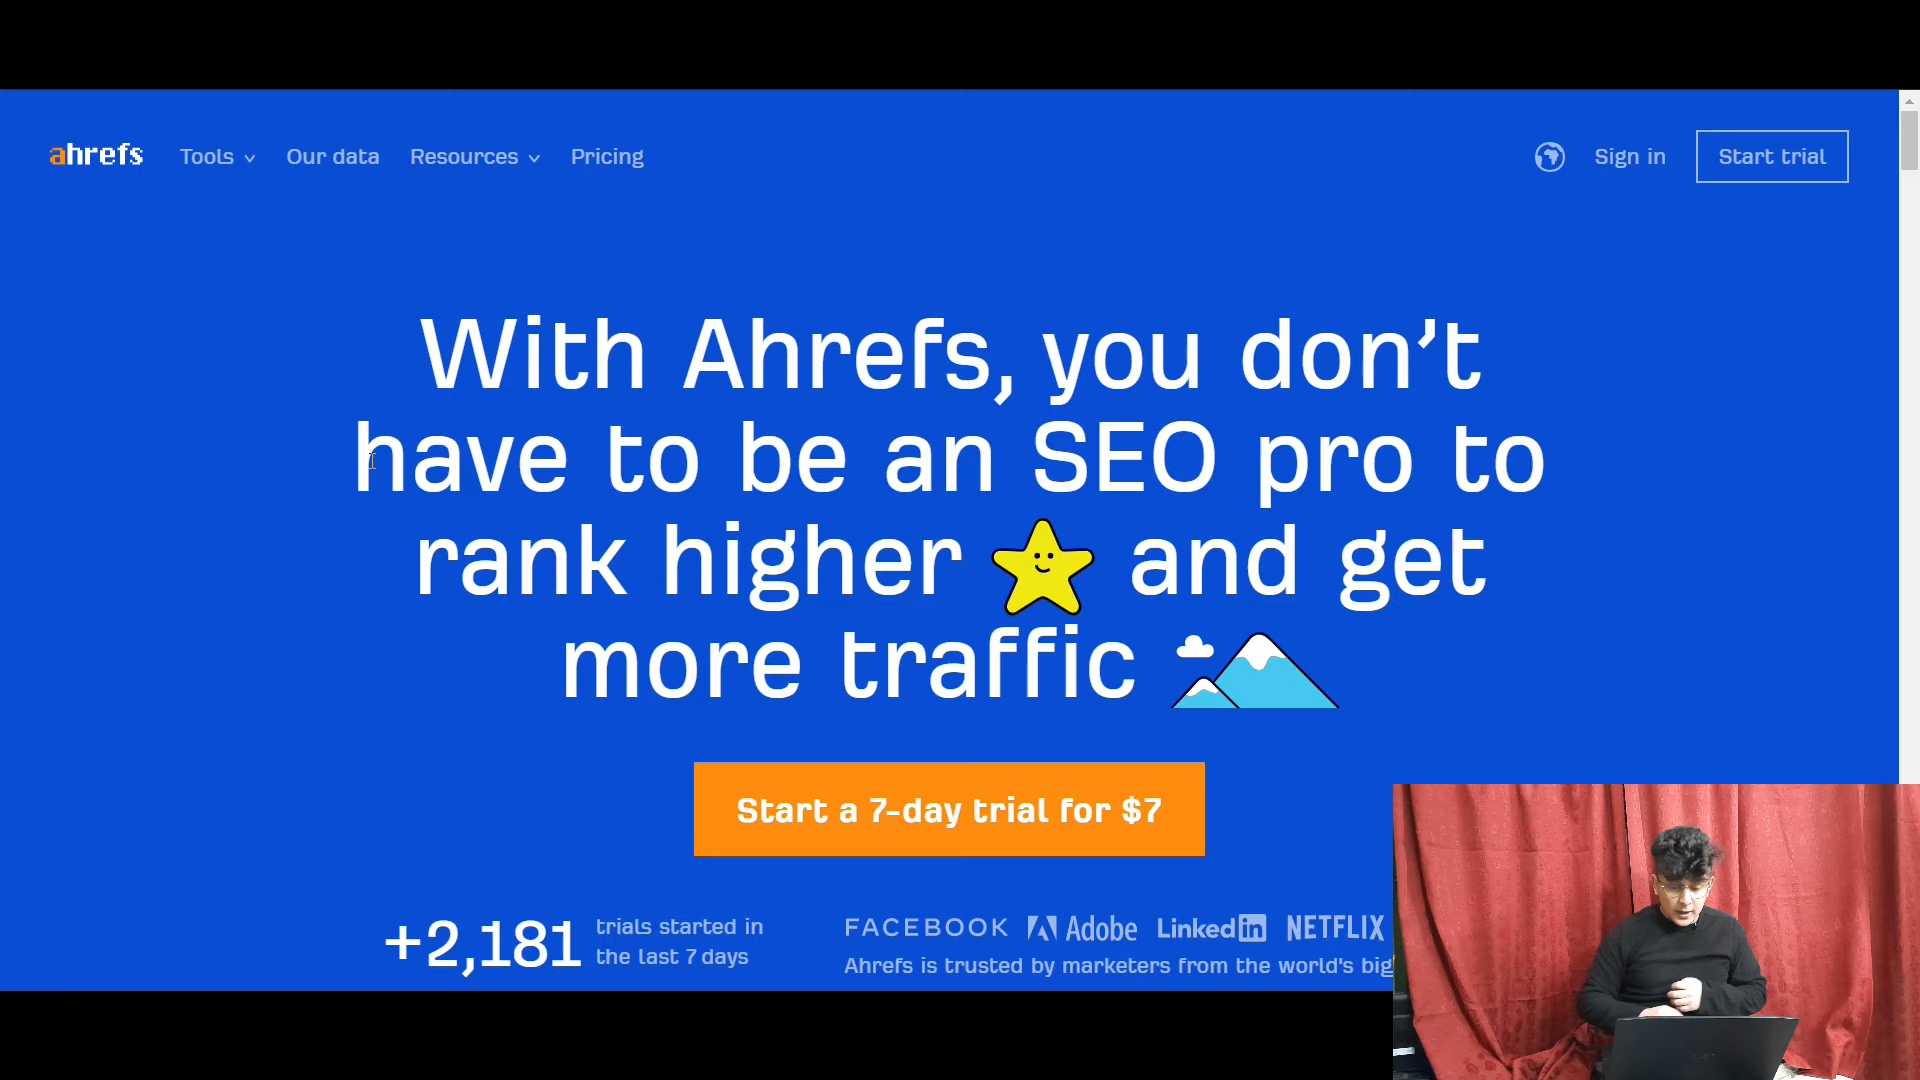 ahrefs Tools Our data Resources Pricing Sign in Start trial
With Ahrefs, you don't
have to be an SEO pro to
rank higher and get
more traffic
Start a 7-day trial for $7
+2,181 trials started in
the last 7 days
FACEBOOK Adobe LinkedIn NETFLIX
Ahrefs is trusted by marketers from the world's big